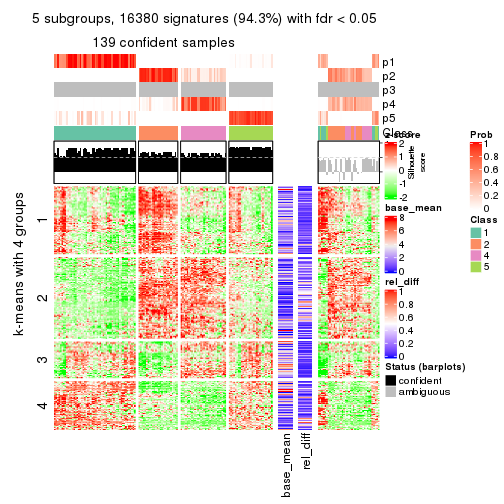 5 subgroups, 16380 signatures (94.3%) with fdr < 0.05
139 confident samples
p1
p2
p3
p4
p5
Class
Silhouette
score
k-means with 4 groups
1
2
3
4
base_mean
rel_diff
z-score
2
1
0
-1
-2
base_mean
8
6
4
2
0
rel_diff
1
0.8
0.6
0.4
0.2
0
Prob
1
0.8
0.6
0.4
0.2
0
Class
1
2
4
5
Status (barplots)
confident
ambiguous